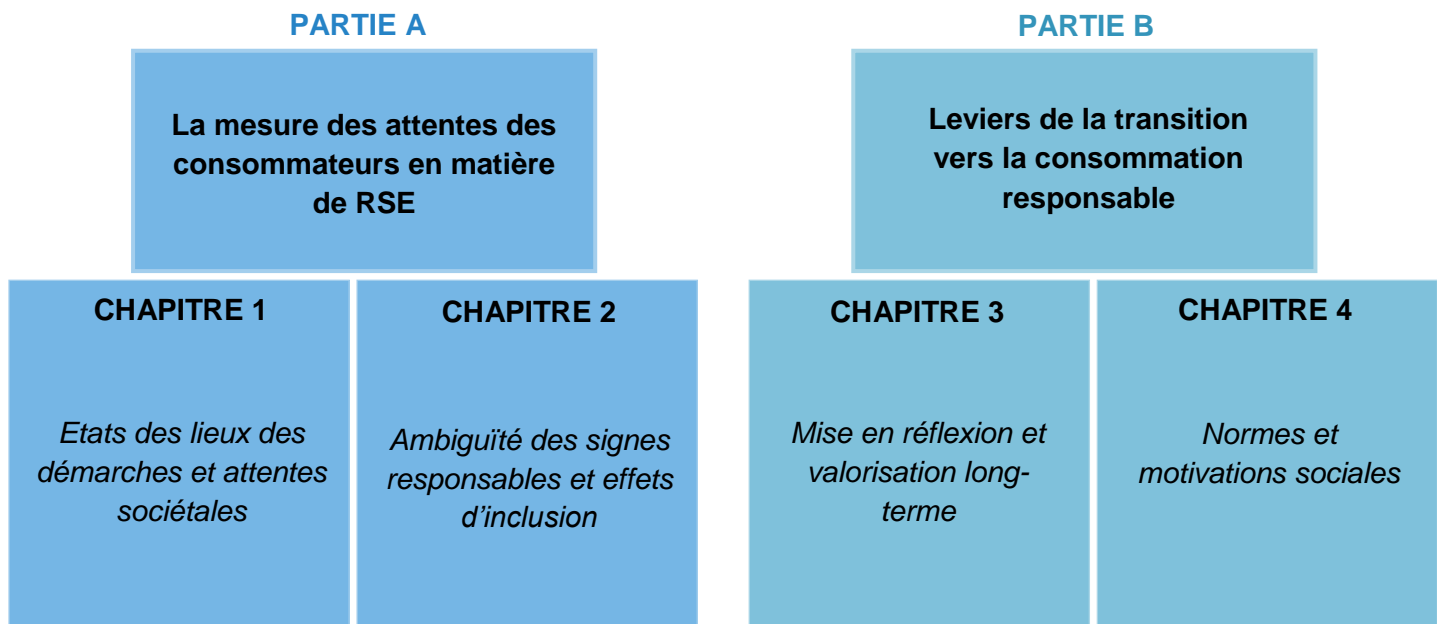 PARTIE A
La mesure des attentes des
consommateurs en matière
de RSE
CHAPITRE 1
Etats des lieux des
démarches et attentes
sociétales
CHAPITRE 2
Ambiguïté des signes
responsables et effets
d'inclusion
PARTIE B
Leviers de la transition
vers la consommation
responsable
CHAPITRE 3
Mise en réflexion et
valorisation long-
terme
CHAPITRE 4
Normes et
motivations sociales